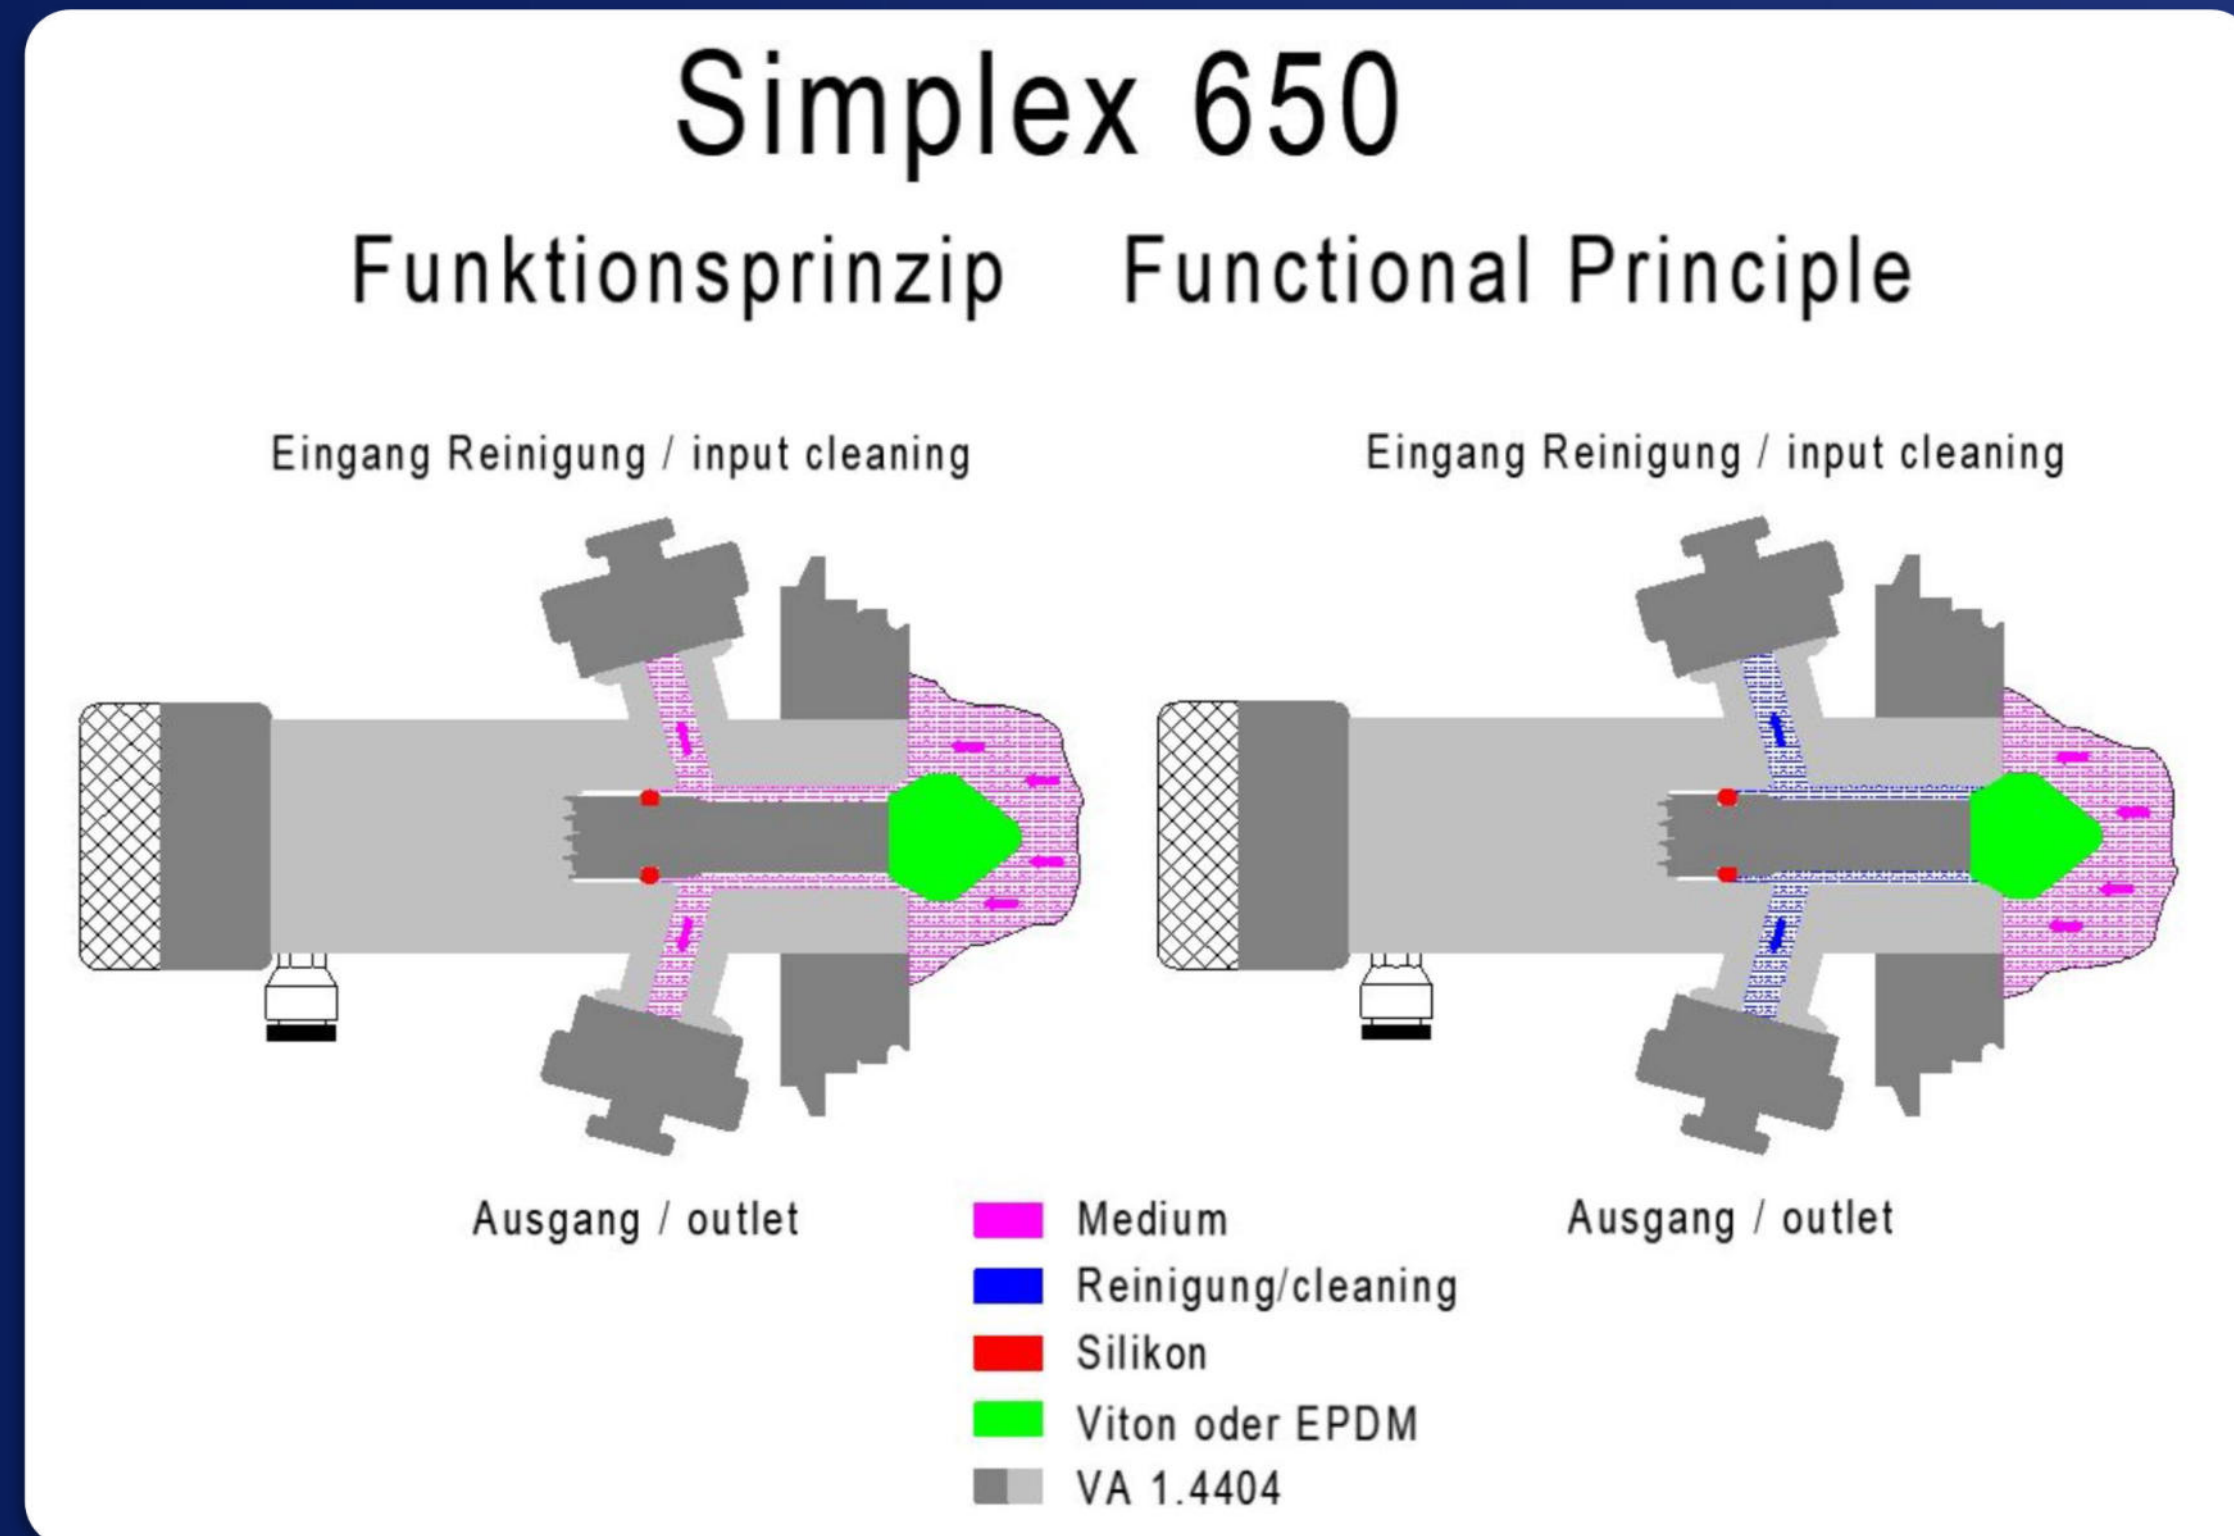 Simplex 650
Funktionsprinzip Functional Principle
Eingang Reinigung / input cleaning
Eingang Reinigung / input cleaning
Ausgang / outlet
Ausgang / outlet
Medium
Reinigung/cleaning
Silikon
Viton oder EPDM
VA 1.4404